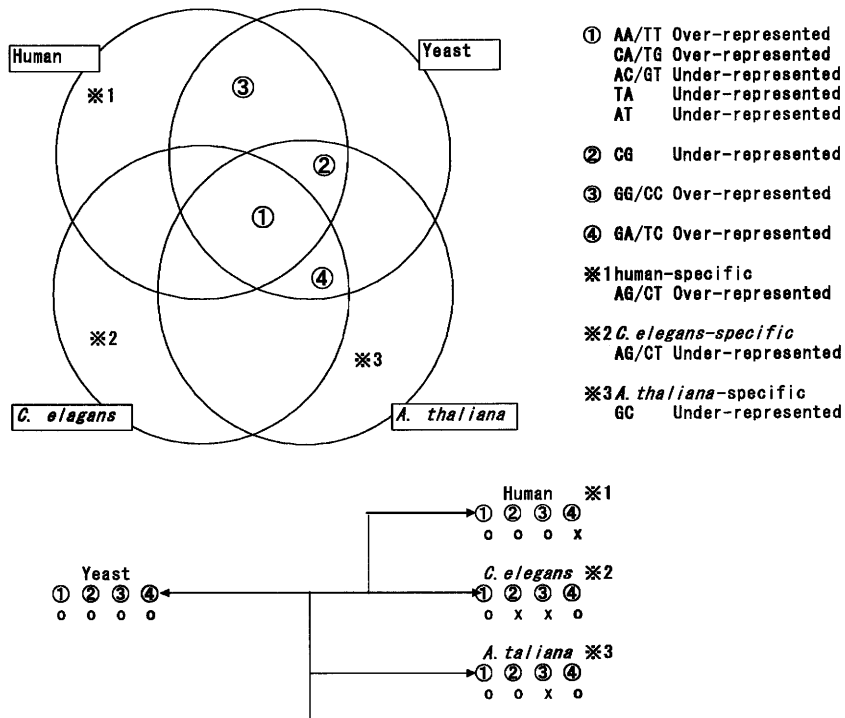 Human
Yeast
※1
③
②
①
④
※2
※3
C. elagans
A. thaliana
① AA/TT Over-represented
CA/TG Over-represented
AC/GT Under-represented
TA Under-represented
AT Under-represented
② CG Under-represented
③ GG/CC Over-represented
④ GA/TC Over-represented
※1 human-specific
AG/CT Over-represented
※2 C. elegans-specific
AG/CT Under-represented
※3 A. thaliana-specific
GC Under-represented
Human ※1
① ② ③ ④
o o o x
Yeast
① ② ③ ④
o o o o
C. elegans ※2
① ② ③ ④
o x x o
A. taliana ※3
① ② ③ ④
o o x o